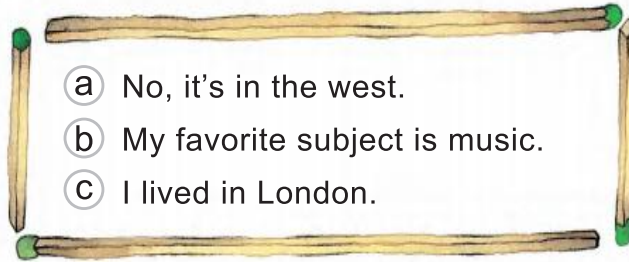 a No, it's in the west.
b My favorite subject is music.
c I lived in London.